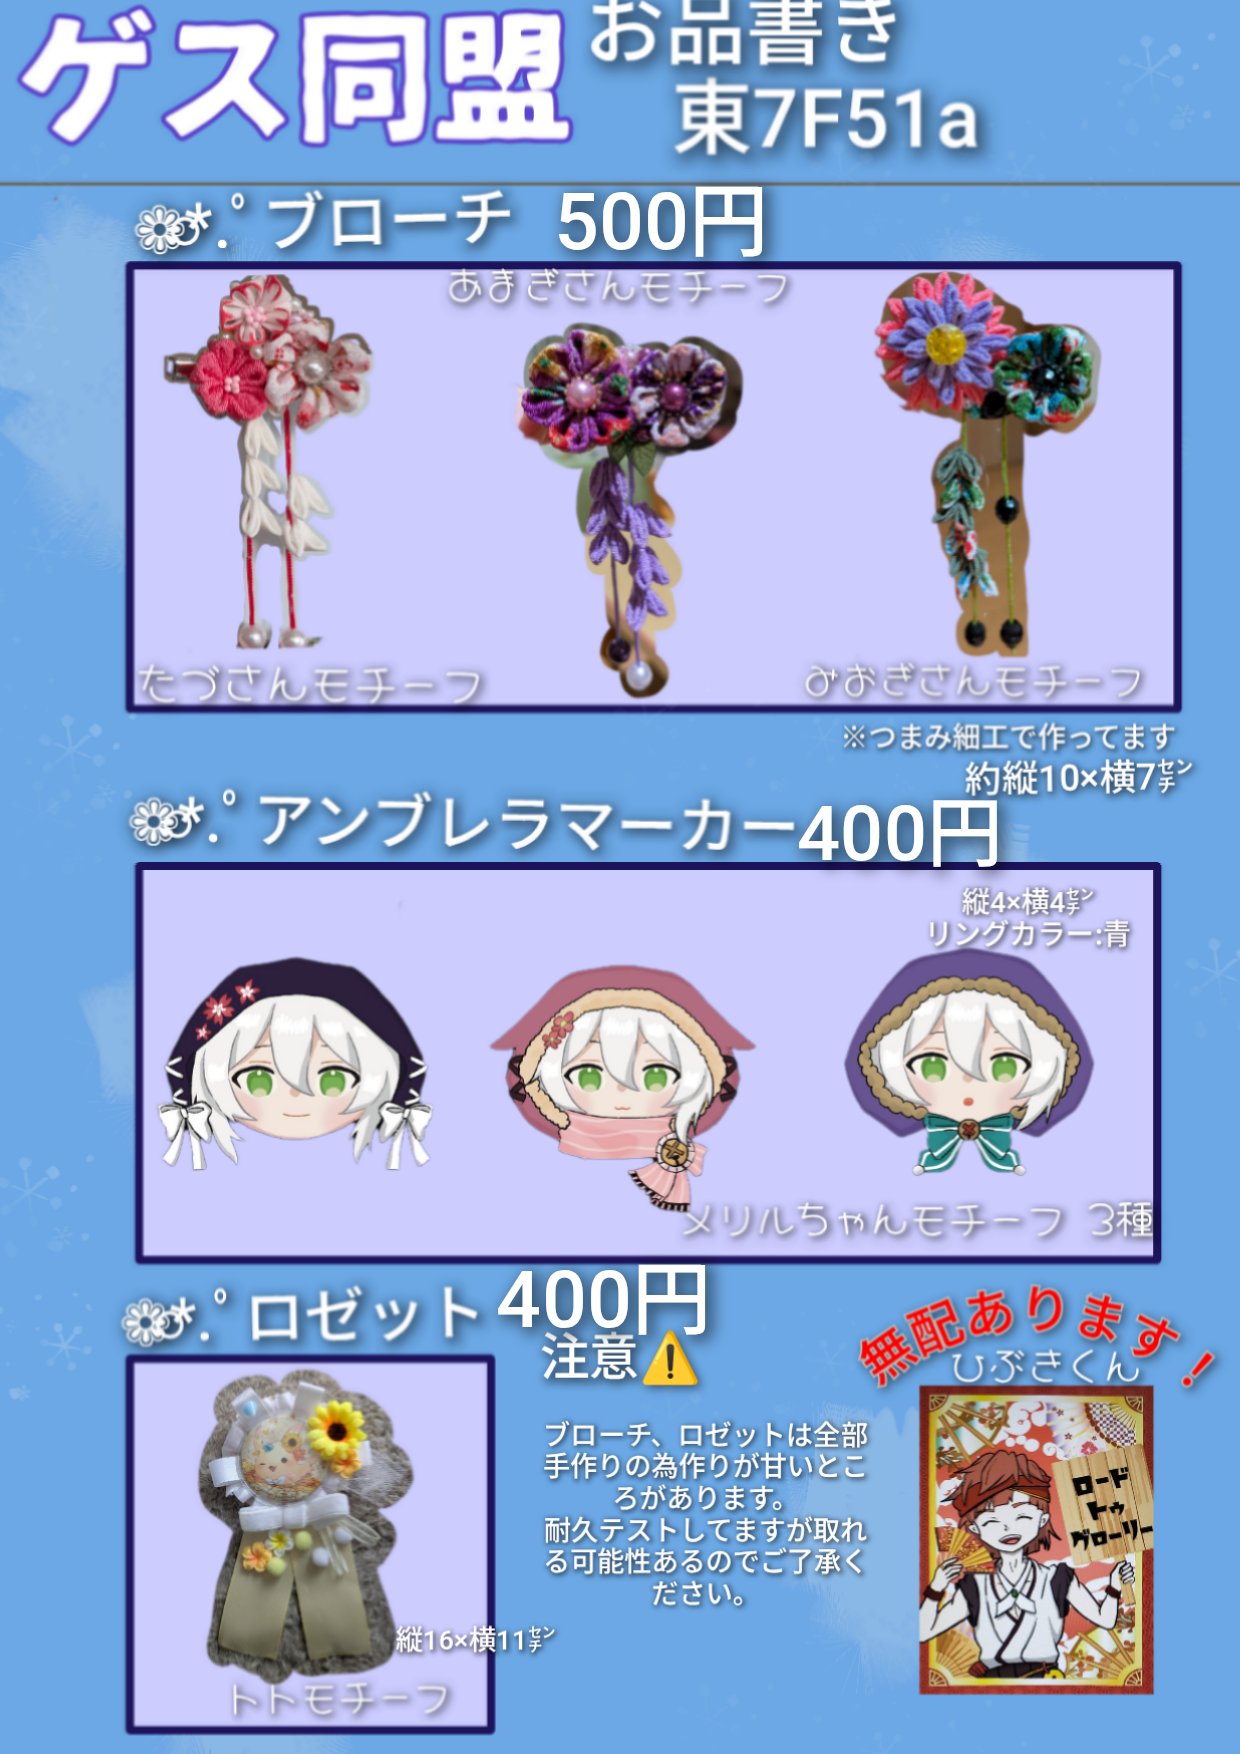 ゲス同盟
お品書き
東7F51a
ブローチ 500円
あまぎさんモチーフ
たづさんモチーフ
みおぎさんモチーフ
※つまみ細工で作ってます
約縦10×横7㌢
アンブレラマーカー400円
縦4×横4㌢
リングカラー:青
メリルちゃんモチーフ 3種
ロゼット 400円
縦16×横11㌢
トトモチーフ
注意⚠️
ブローチ、ロゼットは全部
手作りの為作りが甘いとこ
ろがあります。
耐久テストしてますが取れ
る可能性あるのでご了承く
ださい。
無配あります！
ひぶきくん
ロード
トゥ
グローリー